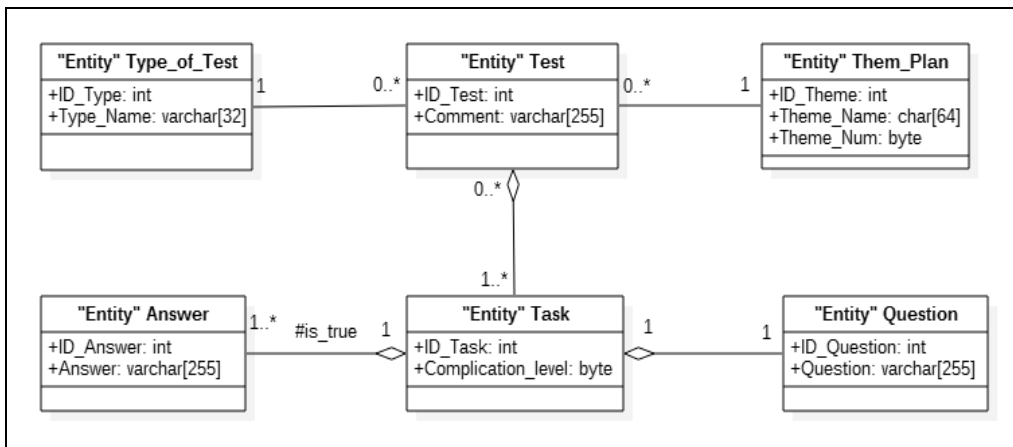 "Entity" Type_of_Test
+ID_Type: int
+Type_Name: varchar[32]
1
0..*
"Entity" Test
+ID_Test: int
+Comment: varchar[255]
0..*
1
"Entity" Them_Plan
+ID_Theme: int
+Theme_Name: char[64]
+Theme_Num: byte
0..*
1..*
"Entity" Answer
+ID_Answer: int
+Answer: varchar[255]
1..*
#is_true
1
"Entity" Task
+ID_Task: int
+Complication_level: byte
1
1
"Entity" Question
+ID_Question: int
+Question: varchar[255]